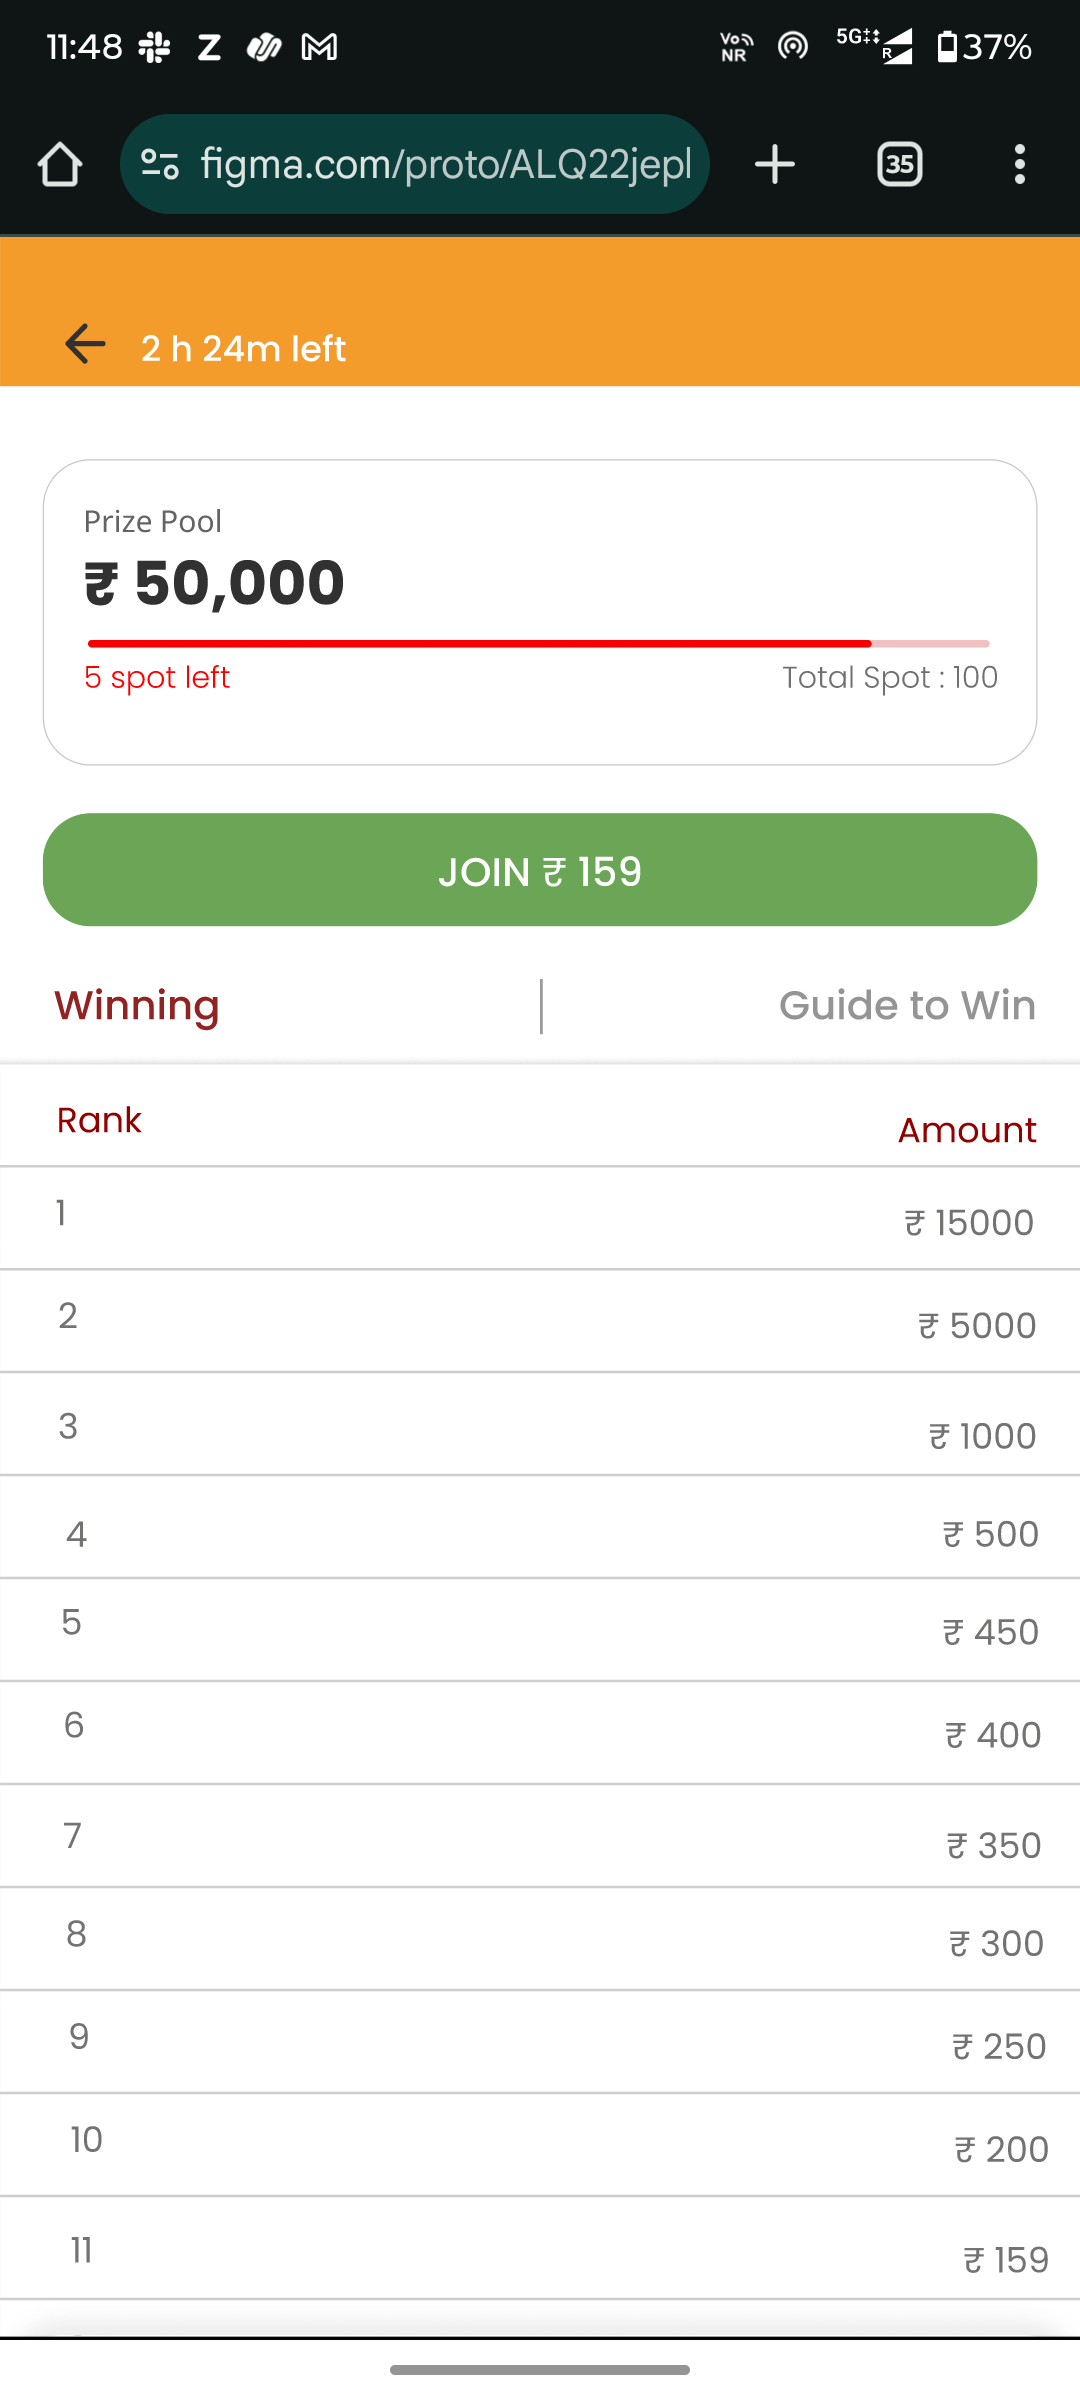 11:48 Z VoNR 5G R 37%
figma.com/proto/ALQ22jepl 35
2 h 24m left
Prize Pool
₹ 50,000
5 spot left Total Spot : 100
JOIN ₹ 159
Winning Guide to Win
Rank Amount
1 ₹ 15000
2 ₹ 5000
3 ₹ 1000
4 ₹ 500
5 ₹ 450
6 ₹ 400
7 ₹ 350
8 ₹ 300
9 ₹ 250
10 ₹ 200
11 ₹ 159